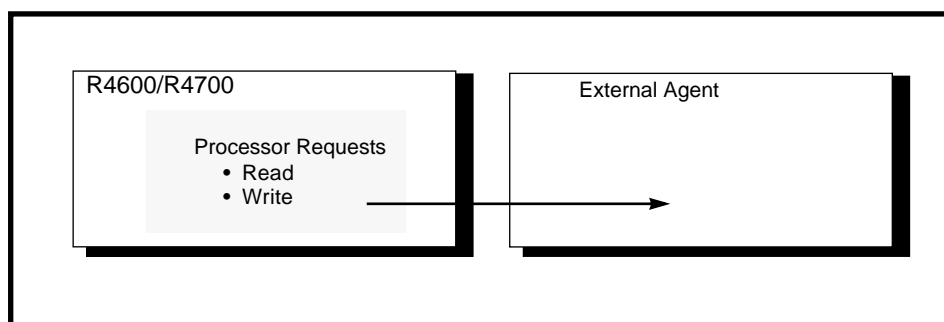 R4600/R4700
External Agent
Processor Requests
• Read
• Write